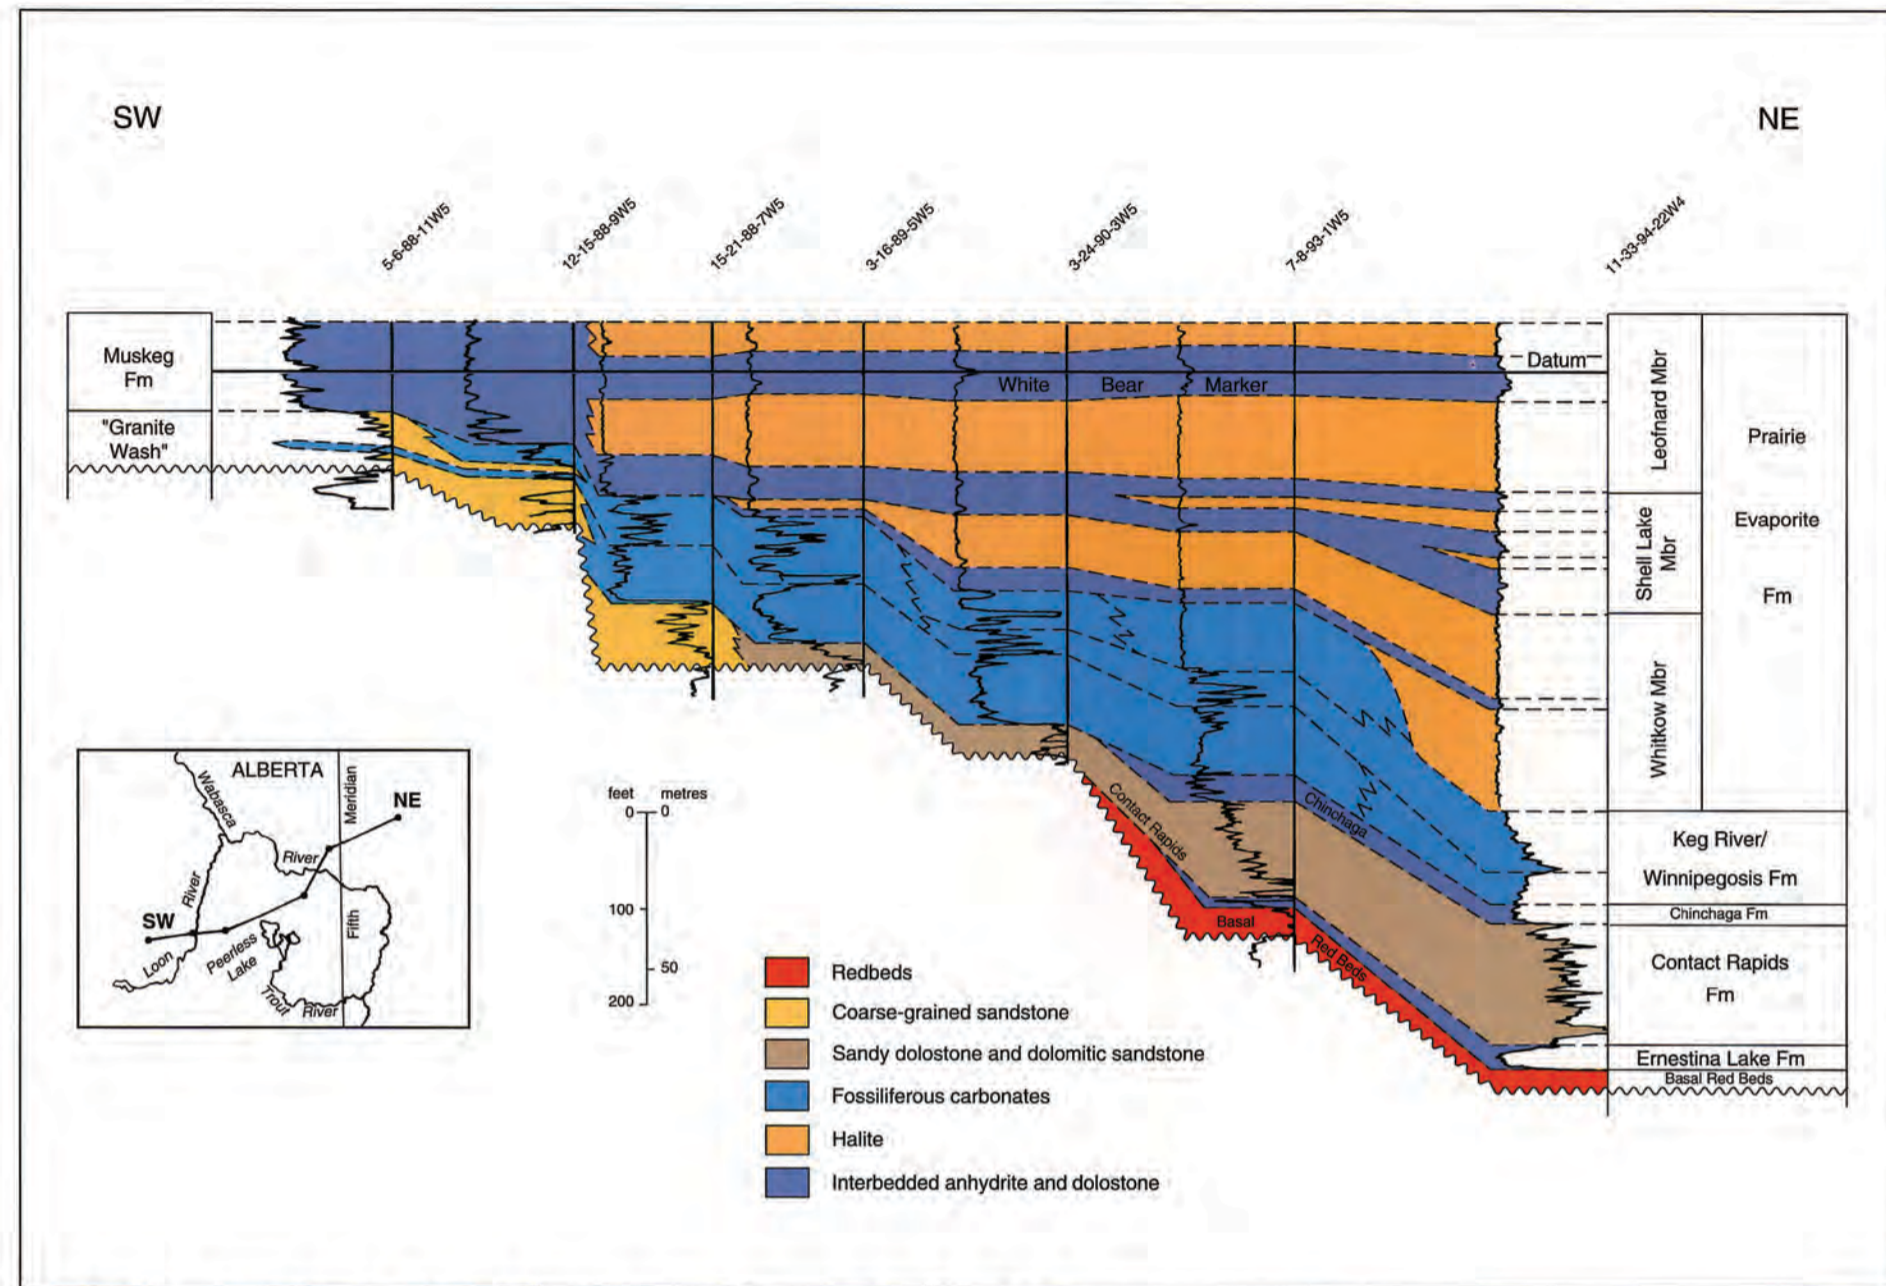 SW
NE
5-6-88-11W5
12-15-88-9W5
15-21-88-7W5
3-16-89-5W5
3-24-90-3W5
7-8-93-1W5
11-33-94-22W4
Muskeg
Fm
"Granite
Wash"
Datum
White Bear Marker
Leofnard Mbr
Shell Lake
Mbr
Whitkow Mbr
Prairie
Evaporite
Fm
Keg River/
Winnipegosis Fm
Chinchaga Fm
Contact Rapids
Fm
Ernestina Lake Fm
Basal Red Beds
Contact Rapids
Chinchaga
Basal
Red Beds
ALBERTA
Wabasca
River
Meridian
NE
River
SW
Loon
Peerless
Lake
Fifth
Trout
River
feet metres
0 0
100
50
200
Redbeds
Coarse-grained sandstone
Sandy dolostone and dolomitic sandstone
Fossiliferous carbonates
Halite
Interbedded anhydrite and dolostone